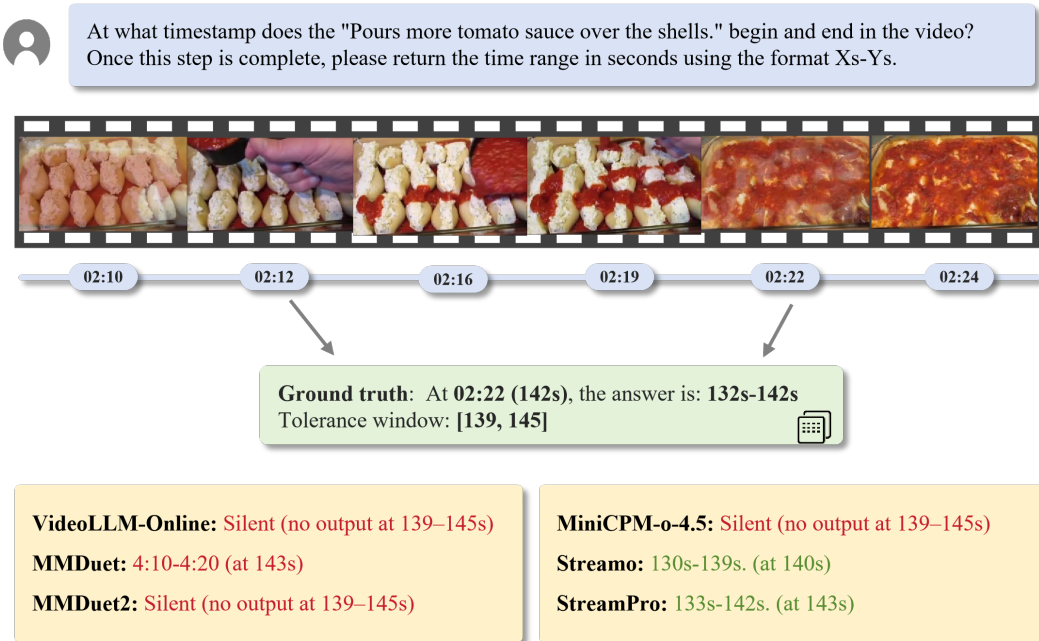 At what timestamp does the "Pours more tomato sauce over the shells." begin and end in the video?
Once this step is complete, please return the time range in seconds using the format Xs-Ys.
02:10
02:12
02:16
02:19
02:22
02:24
Ground truth: At 02:22 (142s), the answer is: 132s-142s
Tolerance window: [139, 145]
VideoLLM-Online: Silent (no output at 139–145s)
MMDuet: 4:10-4:20 (at 143s)
MMDuet2: Silent (no output at 139–145s)
MiniCPM-o-4.5: Silent (no output at 139–145s)
Streamo: 130s-139s. (at 140s)
StreamPro: 133s-142s. (at 143s)